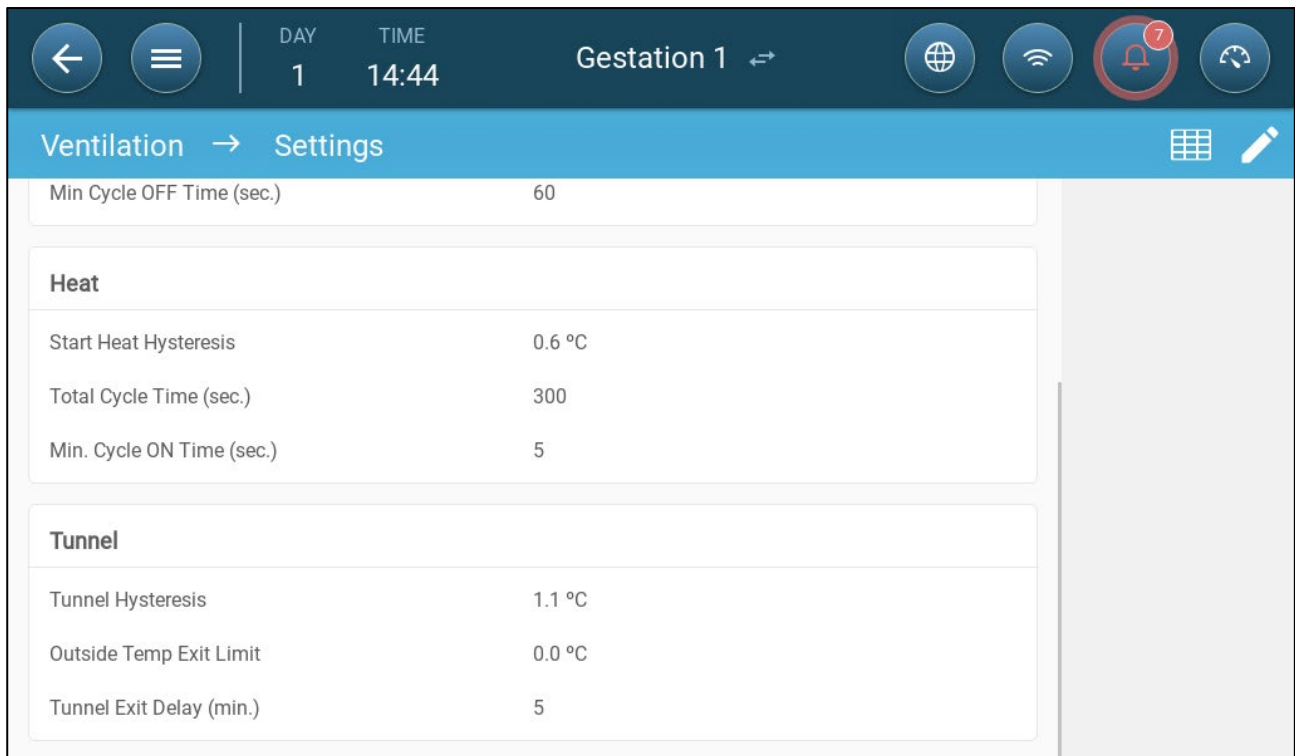 DAY TIME
1 14:44
Gestation 1
7
Ventilation → Settings
Min Cycle OFF Time (sec.) 60
Heat
Start Heat Hysteresis 0.6 ºC
Total Cycle Time (sec.) 300
Min. Cycle ON Time (sec.) 5
Tunnel
Tunnel Hysteresis 1.1 ºC
Outside Temp Exit Limit 0.0 ºC
Tunnel Exit Delay (min.) 5